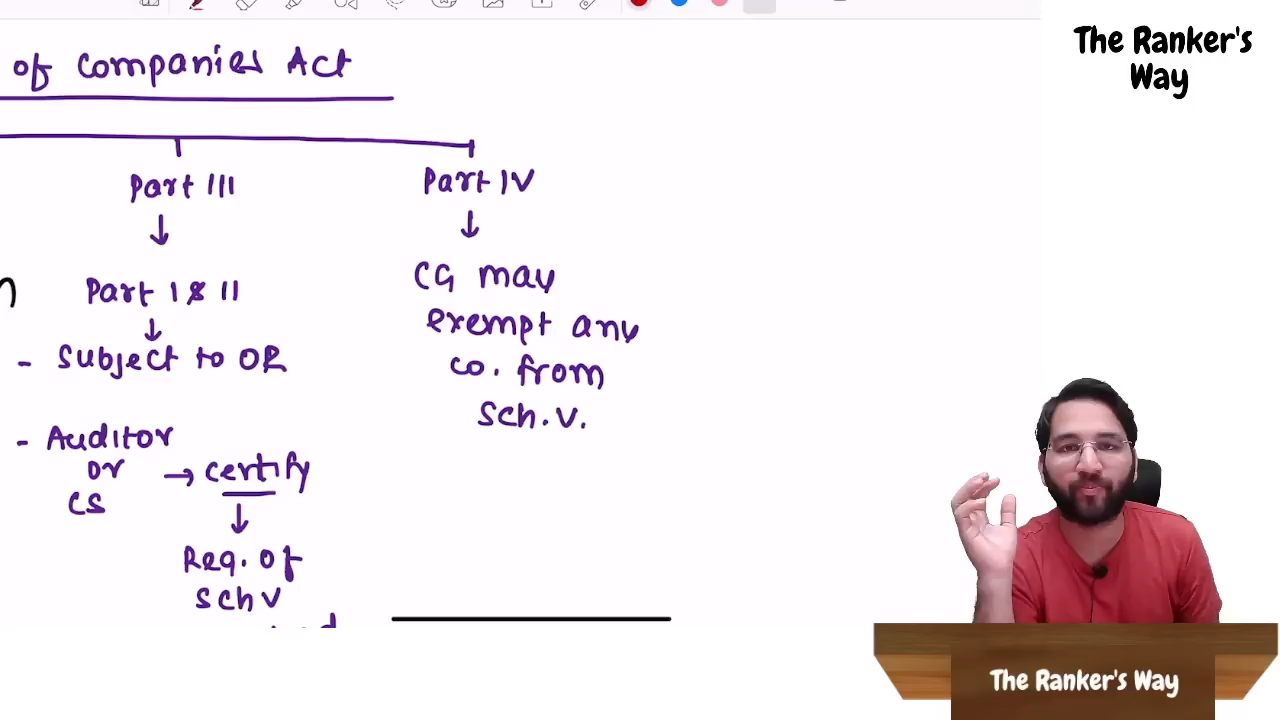 of Companies Act
Part III
Part IV
Part I & II
- Subject to OR
- Auditor
or
CS
→ certify
Req. of
Sch V
CG may
exempt any
co. from
Sch. V.
The Ranker's
Way
The Ranker's Way